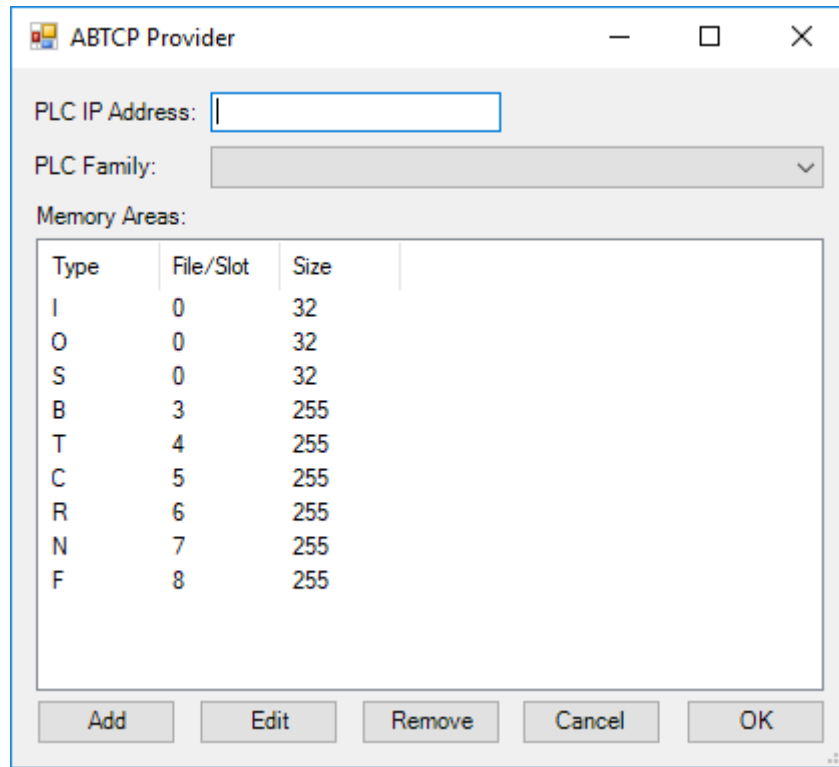 ABTCP Provider
PLC IP Address:
PLC Family:
Memory Areas:
Type File/Slot Size
I 0 32
O 0 32
S 0 32
B 3 255
T 4 255
C 5 255
R 6 255
N 7 255
F 8 255
Add Edit Remove Cancel OK